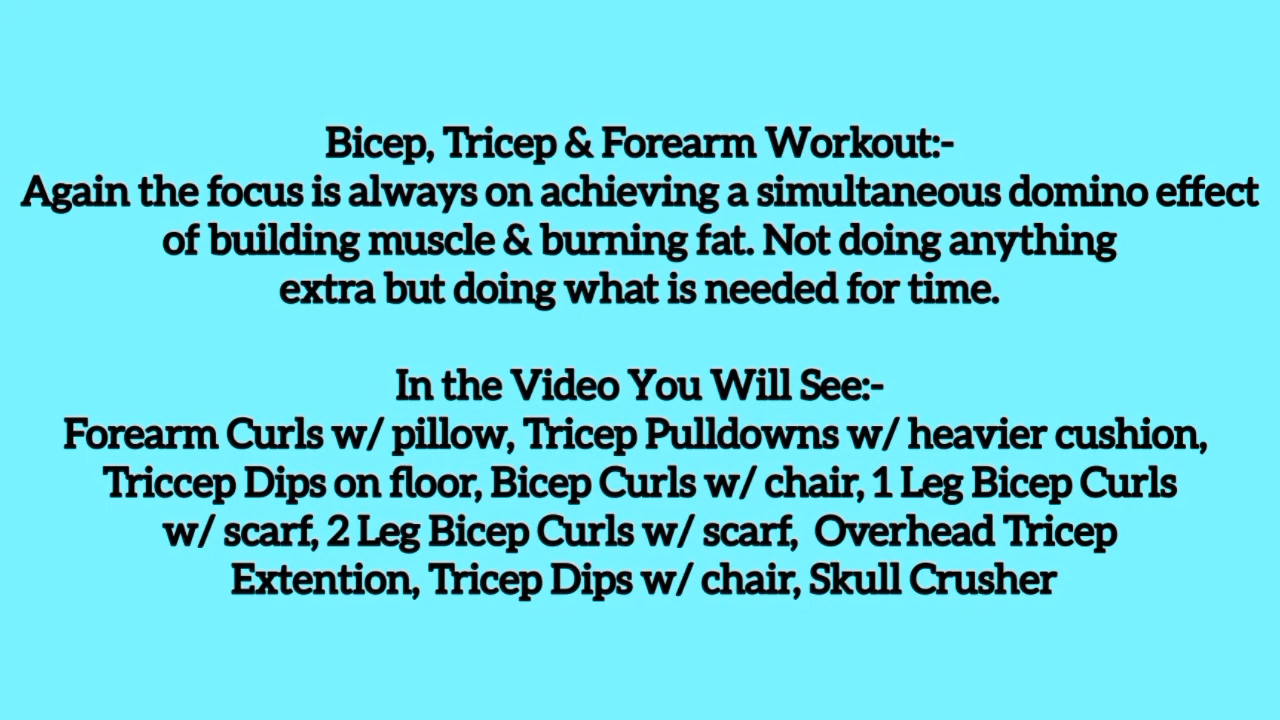 Bicep, Tricep & Forearm Workout:-
Again the focus is always on achieving a simultaneous domino effect
of building muscle & burning fat. Not doing anything
extra but doing what is needed for time.
In the Video You Will See:-
Forearm Curls w/ pillow, Tricep Pulldowns w/ heavier cushion,
Triccep Dips on floor, Bicep Curls w/ chair, 1 Leg Bicep Curls
w/ scarf, 2 Leg Bicep Curls w/ scarf,  Overhead Tricep
Extention, Tricep Dips w/ chair, Skull Crusher